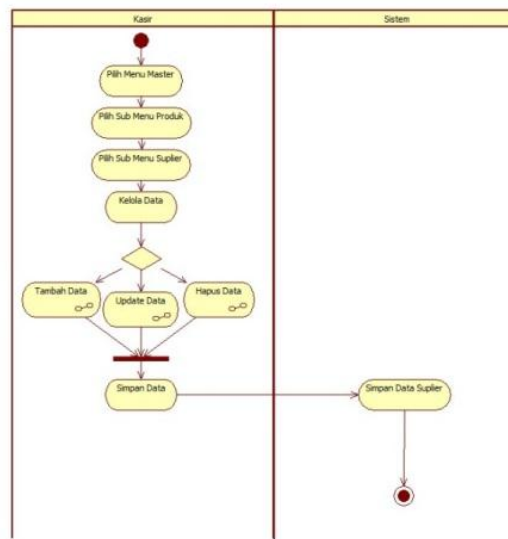 Kasir
Sistem
Pilih Menu Master
Pilih Sub Menu Produk
Pilih Sub Menu Suplier
Kelola Data
Tambah Data
Update Data
Hapus Data
Simpan Data
Simpan Data Suplier